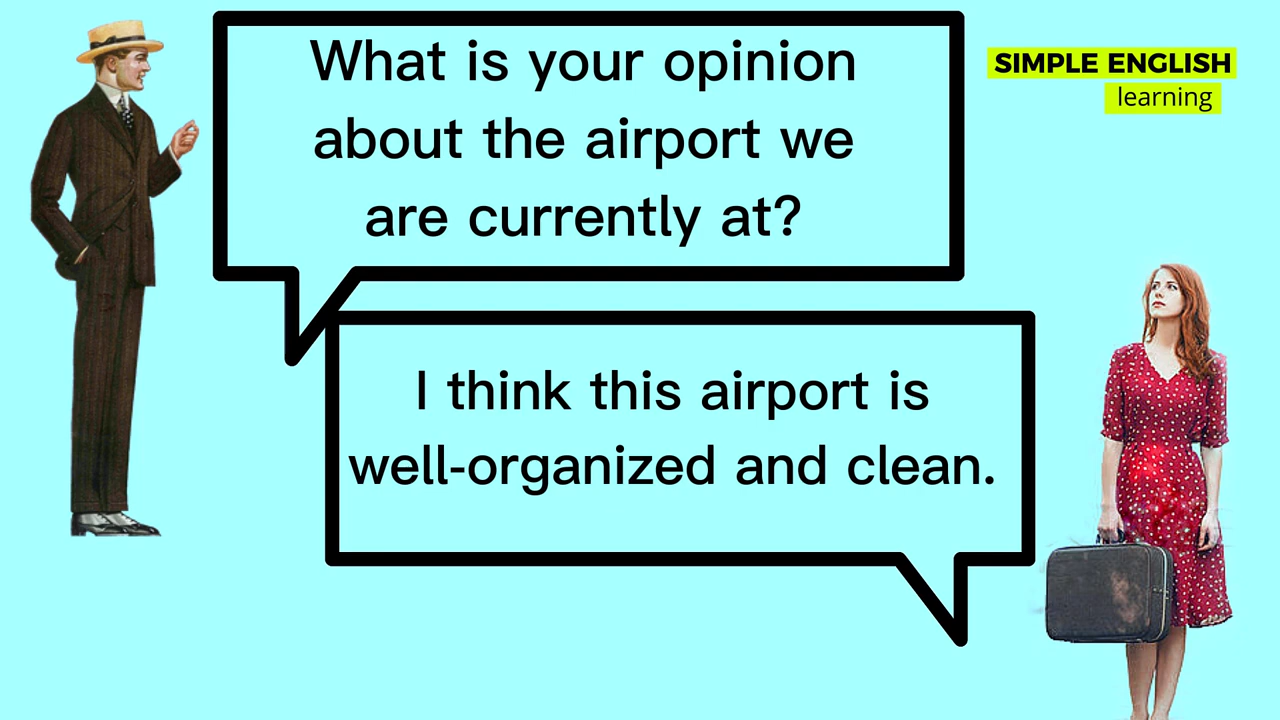 What is your opinion
about the airport we
are currently at?
SIMPLE ENGLISH
learning
I think this airport is
well-organized and clean.